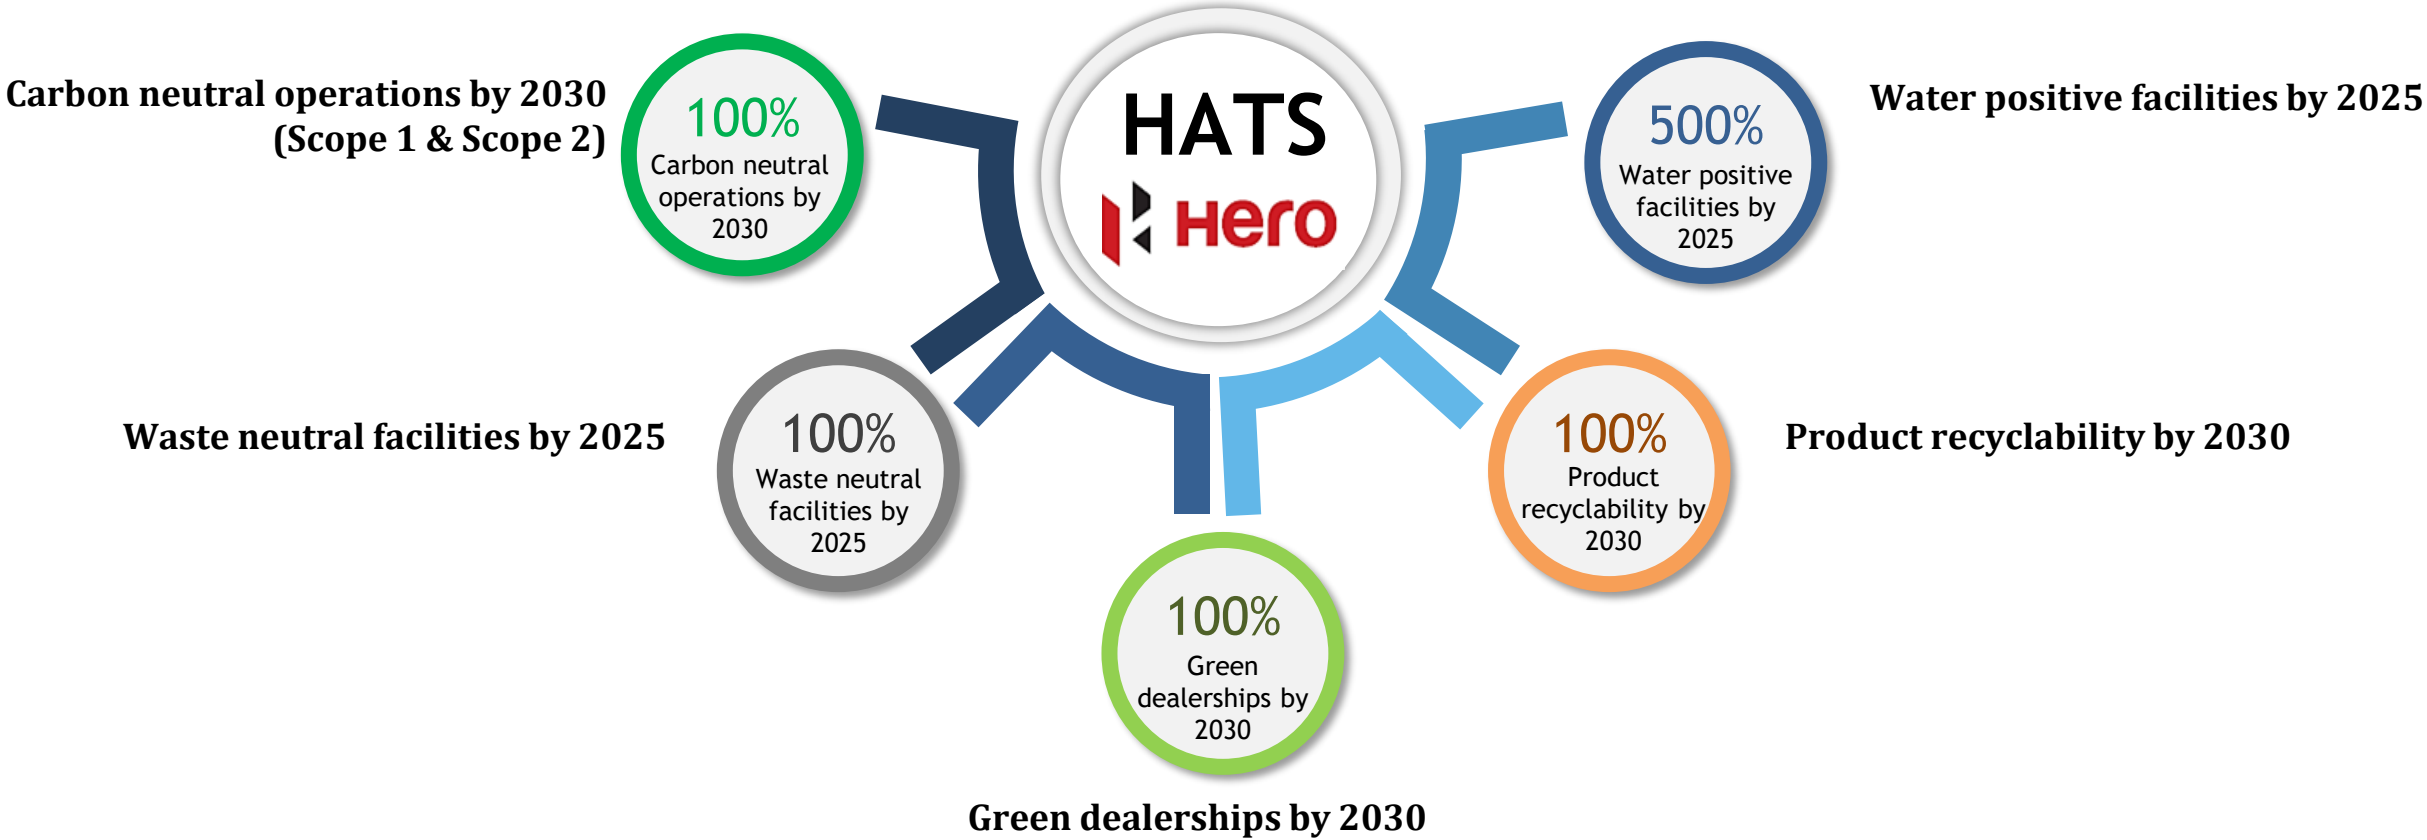 HATS
Hero
Carbon neutral operations by 2030
(Scope 1 & Scope 2)
100%
Carbon neutral
operations by
2030
500%
Water positive
facilities by
2025
Water positive facilities by 2025
Waste neutral facilities by 2025
100%
Waste neutral
facilities by
2025
100%
Product
recyclability by
2030
Product recyclability by 2030
100%
Green
dealerships by
2030
Green dealerships by 2030